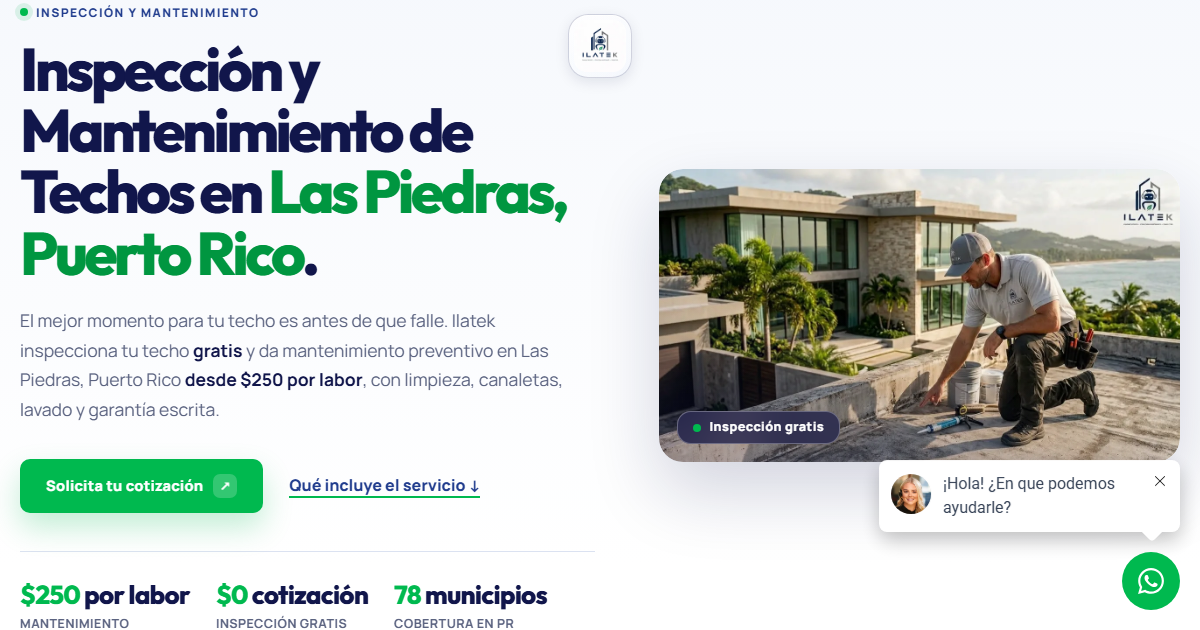 INSPECCIÓN Y MANTENIMIENTO
ILATEK
Inspección y
Mantenimiento de
Techos en Las Piedras,
Puerto Rico.
El mejor momento para tu techo es antes de que falle. Ilatek
inspecciona tu techo gratis y da mantenimiento preventivo en Las
Piedras, Puerto Rico desde $250 por labor, con limpieza, canaletas,
lavado y garantía escrita.
Solicita tu cotización ↗
Qué incluye el servicio ↓
ILATEK
Inspección gratis
¡Hola! ¿En que podemos
ayudarle?
$250 por labor
MANTENIMIENTO
$0 cotización
INSPECCIÓN GRATIS
78 municipios
COBERTURA EN PR